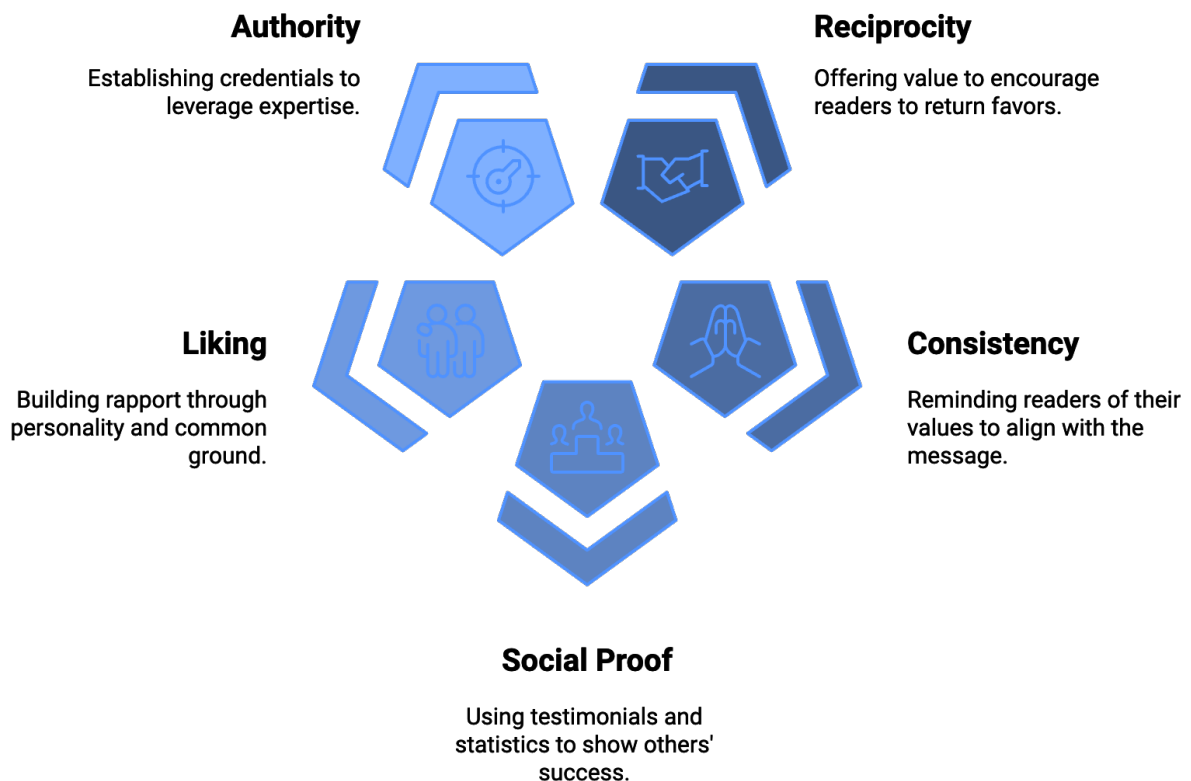 Authority
Establishing credentials to
leverage expertise.
Reciprocity
Offering value to encourage
readers to return favors.
Liking
Building rapport through
personality and common
ground.
Consistency
Reminding readers of their
values to align with the
message.
Social Proof
Using testimonials and
statistics to show others'
success.